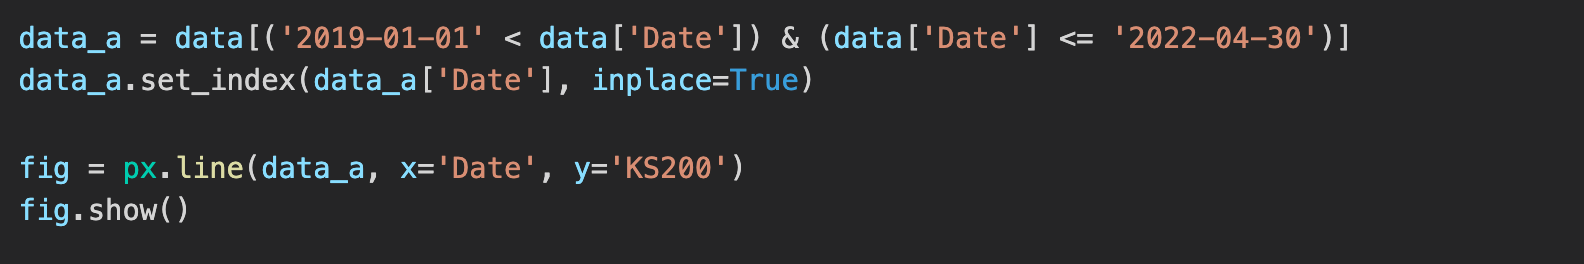 data_a = data[('2019-01-01' < data['Date']) & (data['Date'] <= '2022-04-30')]
data_a.set_index(data_a['Date'], inplace=True)
fig = px.line(data_a, x='Date', y='KS200')
fig.show()